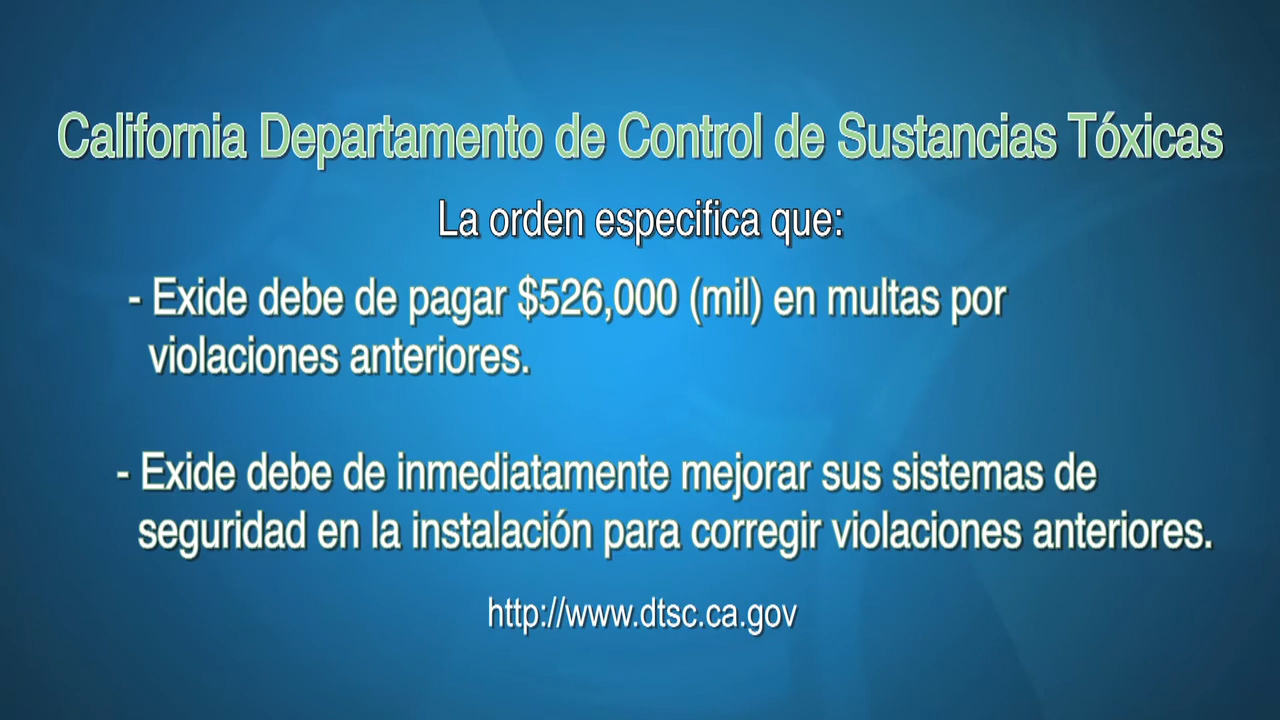 California Departamento de Control de Sustancias Tóxicas
La orden especifica que:
- Exide debe de pagar $526,000 (mil) en multas por
violaciones anteriores.
- Exide debe de inmediatamente mejorar sus sistemas de
seguridad en la instalación para corregir violaciones anteriores.
http://www.dtsc.ca.gov